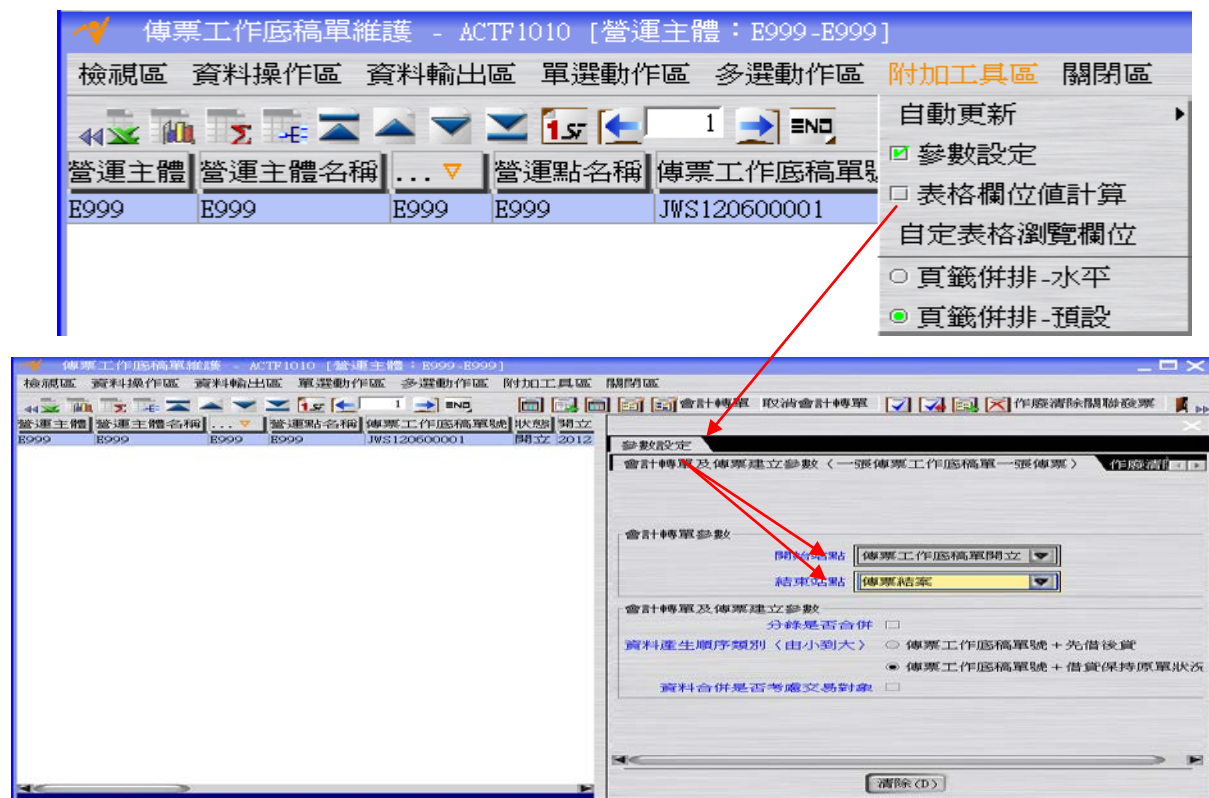 傳票工作底稿單維護 - ACTF1010 [營運主體：E999-E999]
檢視區 資料操作區 資料輸出區 單選動作區 多選動作區 附加工具區 關閉區
1 END
自動更新
參數設定
表格欄位值計算
自定表格瀏覽欄位
頁籤併排-水平
頁籤併排-預設
營運主體 營運主體名稱 ... 營運點名稱 傳票工作底稿單號
E999 E999 E999 E999 JWS120600001
傳票工作底稿單維護 - ACTF1010 [營運主體：E999-E999]
檢視區 資料操作區 資料輸出區 單選動作區 多選動作區 附加工具區 關閉區
1 END 會計轉單 取消會計轉單 作廢清除關聯發票
營運主體 營運主體名稱 ... 營運點名稱 傳票工作底稿單號 狀態 開立
E999 E999 E999 E999 JWS120600001 開立 2012
參數設定
會計轉單及傳票建立參數（一張傳票工作底稿單一張傳票） 作廢清
會計轉單參數
開始站點 傳票工作底稿單開立
結束站點 傳票結案
會計轉單及傳票建立參數
分錄是否合併
資料產生順序類別（由小到大） 傳票工作底稿單號+先借後貸
傳票工作底稿單號+借貸保持原單狀況
資料合併是否考慮交易對象
清除(D)